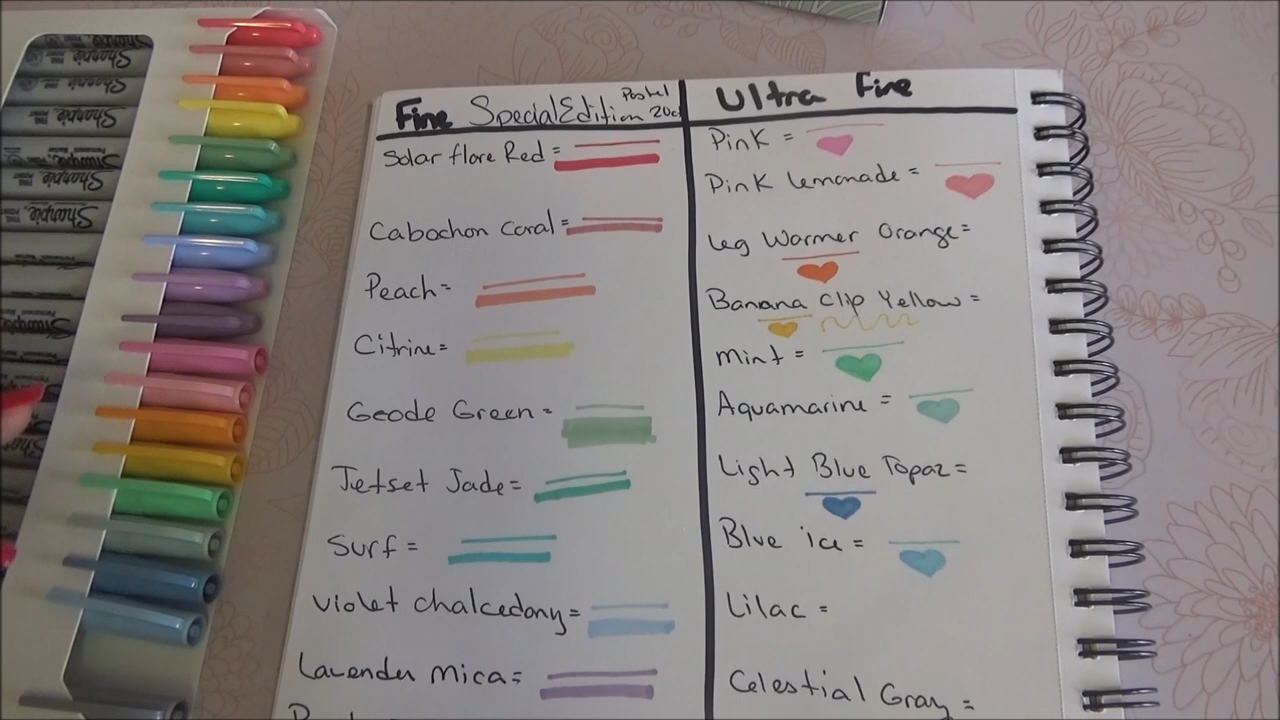 Sharpie
Sharpie
Sharpie
Sharpie
Sharpie
Sharpie
Fine Special Edition Pastel
Solar flare Red =
Cabochon Coral =
Peach =
Citrine =
Geode Green =
Jetset Jade =
Surf =
Violet Chalcedony =
Lavender Mica =
Ultra Fine
Pink =
Pink Lemonade =
Leg Warmer Orange =
Banana Clip Yellow =
Mint =
Aquamarine =
Light Blue Topaz =
Blue ice =
Lilac =
Celestial Gray =